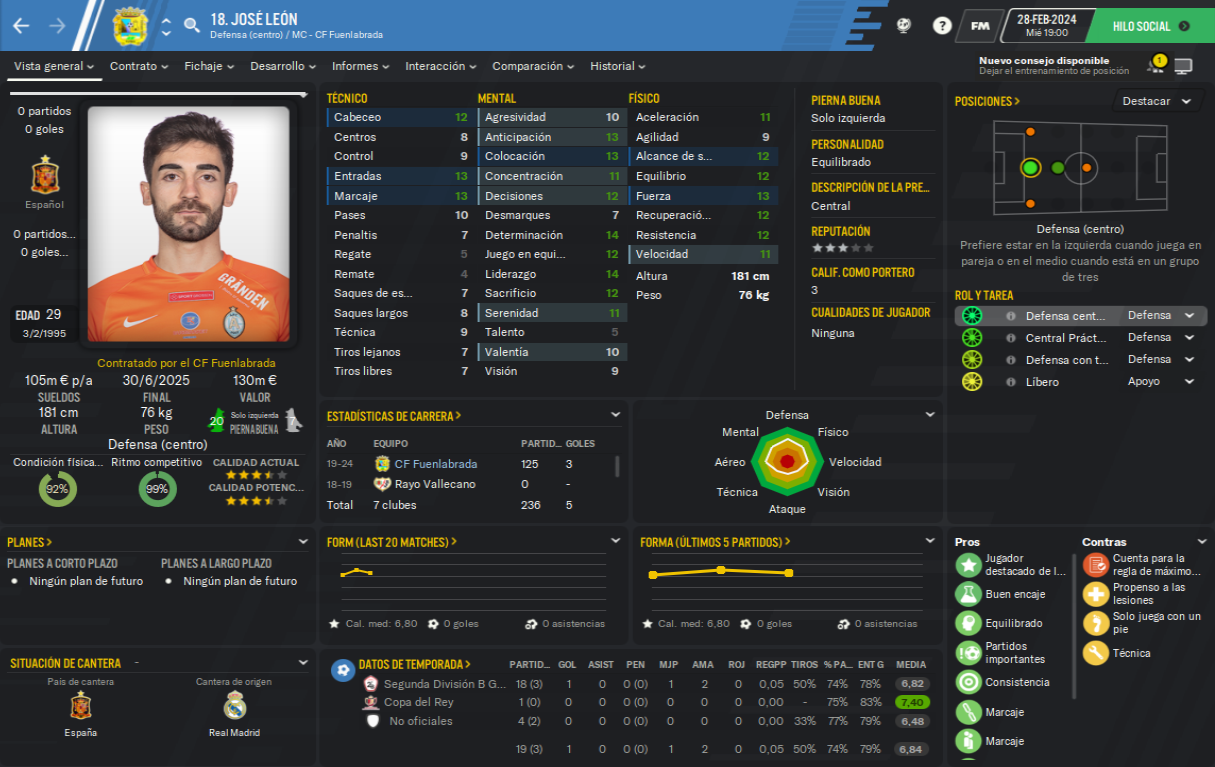 18. JOSÉ LEÓN
Defensa (centro) / MC - CF Fuenlabrada
?
FM
28-FEB-2024
Mié 19:00
HILO SOCIAL
Vista general
Contrato
Fichaje
Desarrollo
Informes
Interacción
Comparación
Historial
Nuevo consejo disponible
Dejar el entrenamiento de posición
1
0 partidos
0 goles
Español
0 partidos...
0 goles...
EDAD 29
3/2/1995
GRÄNDEN
Contratado por el CF Fuenlabrada
105m € p/a 30/6/2025 130m €
SUELDOS FINAL VALOR
181 cm 76 kg 20 Solo izquierda 7
ALTURA PESO PIERNA BUENA
Defensa (centro)
Condición física... Ritmo competitivo CALIDAD ACTUAL
92% 99%
CALIDAD POTENC...
TÉCNICO
Cabeceo 12
Centros 8
Control 9
Entradas 13
Marcaje 13
Pases 10
Penaltis 7
Regate 5
Remate 4
Saques de es... 7
Saques largos 8
Técnica 9
Tiros lejanos 7
Tiros libres 7
MENTAL
Agresividad 10
Anticipación 13
Colocación 13
Concentración 11
Decisiones 12
Desmarques 7
Determinación 14
Juego en equi... 12
Liderazgo 14
Sacrificio 12
Serenidad 11
Talento 5
Valentía 10
Visión 9
FÍSICO
Aceleración 11
Agilidad 9
Alcance de s... 12
Equilibrio 12
Fuerza 13
Recuperació... 12
Resistencia 12
Velocidad 11
Altura 181 cm
Peso 76 kg
PIERNA BUENA
Solo izquierda
PERSONALIDAD
Equilibrado
DESCRIPCIÓN DE LA PRE...
Central
REPUTACIÓN
CALIF. COMO PORTERO
3
CUALIDADES DE JUGADOR
Ninguna
POSICIONES >
Destacar
Defensa (centro)
Prefiere estar en la izquierda cuando juega en
pareja o en el medio cuando está en un grupo
de tres
ROL Y TAREA
Defensa cent... Defensa
Central Práct... Defensa
Defensa con t... Defensa
Líbero Apoyo
ESTADÍSTICAS DE CARRERA >
AÑO EQUIPO PARTID... GOLES
19-24 CF Fuenlabrada 125 3
18-19 Rayo Vallecano 0 -
Total 7 clubes 236 5
Defensa
Mental Físico
Aéreo Velocidad
Técnica Visión
Ataque
PLANES >
PLANES A CORTO PLAZO PLANES A LARGO PLAZO
• Ningún plan de futuro • Ningún plan de futuro
FORM (LAST 20 MATCHES) >
Cal. med: 6,80 0 goles 0 asistencias
FORMA (ÚLTIMOS 5 PARTIDOS) >
Cal. med: 6,80 0 goles 0 asistencias
Pros
Jugador
destacado de l...
Buen encaje
Equilibrado
Partidos
importantes
Consistencia
Marcaje
Marcaje
Contras
Cuenta para la
regla de máximo...
Propenso a las
lesiones
Solo juega con un
pie
Técnica
SITUACIÓN DE CANTERA -
País de cantera Cantera de origen
España Real Madrid
DATOS DE TEMPORADA > PARTID... GOL ASIST PEN MJP AMA ROJ REGPP TIROS % PA... ENT G MEDIA
Segunda División B G... 18 (3) 1 0 0 (0) 1 2 0 0,05 50% 74% 78% 6,82
Copa del Rey 1 (0) 0 0 0 (0) 0 0 0 0,00 - 75% 83% 7,40
No oficiales 4 (2) 0 0 0 (0) 0 0 0 0,00 33% 77% 79% 6,48
19 (3) 1 0 0 (0) 1 2 0 0,05 50% 74% 79% 6,84